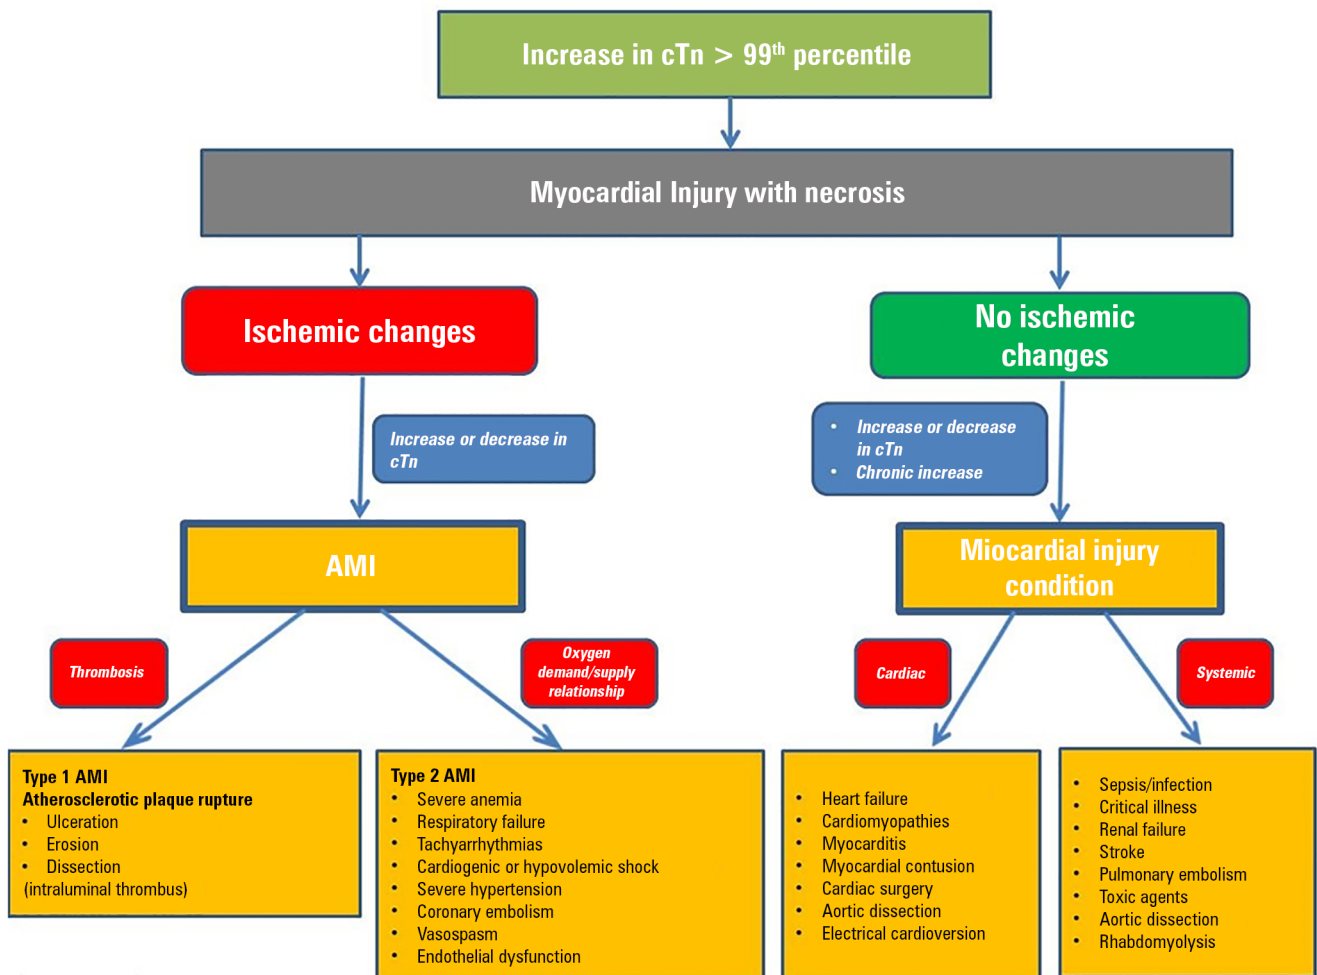 Increase in cTn > 99th percentile
Myocardial Injury with necrosis
Ischemic changes
No ischemic
changes
Increase or decrease in
cTn
• Increase or decrease
in cTn
• Chronic increase
AMI
Miocardial injury
condition
Thrombosis
Oxygen
demand/supply
relationship
Cardiac
Systemic
Type 1 AMI
Atherosclerotic plaque rupture
• Ulceration
• Erosion
• Dissection
(intraluminal thrombus)
Type 2 AMI
• Severe anemia
• Respiratory failure
• Tachyarrhythmias
• Cardiogenic or hypovolemic shock
• Severe hypertension
• Coronary embolism
• Vasospasm
• Endothelial dysfunction
• Heart failure
• Cardiomyopathies
• Myocarditis
• Myocardial contusion
• Cardiac surgery
• Aortic dissection
• Electrical cardioversion
• Sepsis/infection
• Critical illness
• Renal failure
• Stroke
• Pulmonary embolism
• Toxic agents
• Aortic dissection
• Rhabdomyolysis